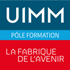 UIMM
PÔLE FORMATION
LA FABRIQUE
DE L'AVENIR